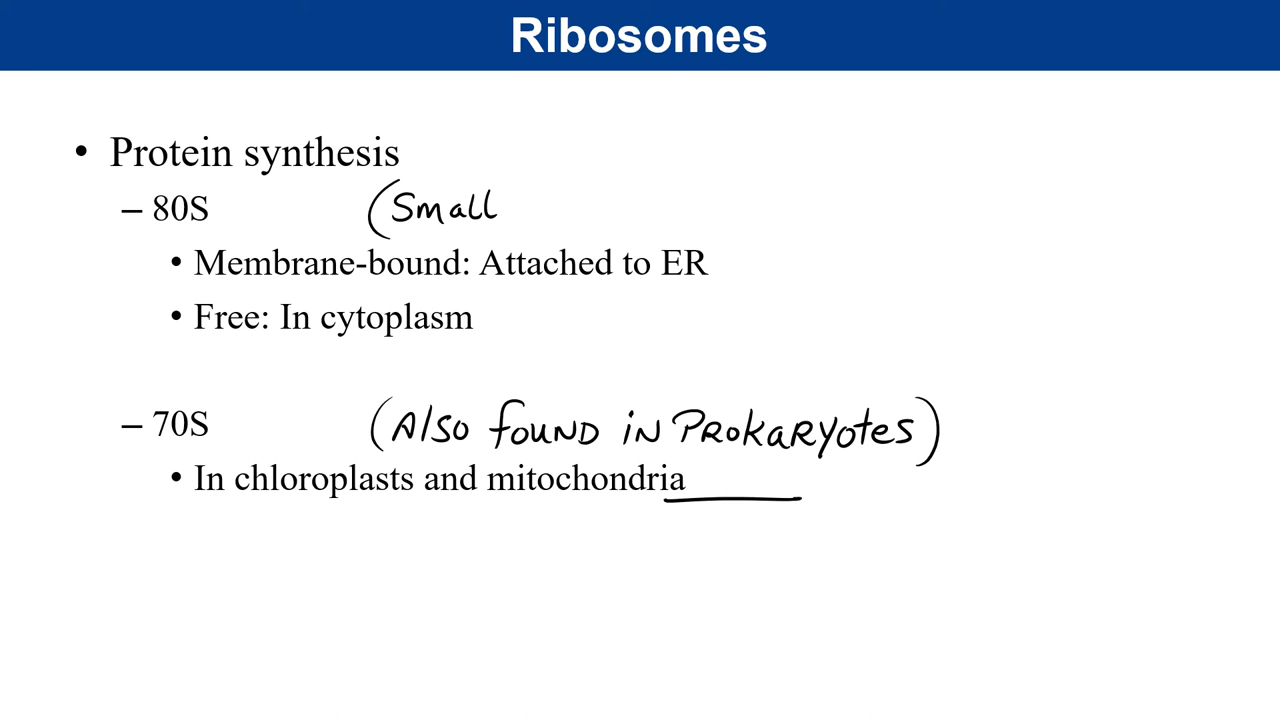 Ribosomes
• Protein synthesis
– 80S (Small
• Membrane-bound: Attached to ER
• Free: In cytoplasm
– 70S (Also found in Prokaryotes)
• In chloroplasts and mitochondria